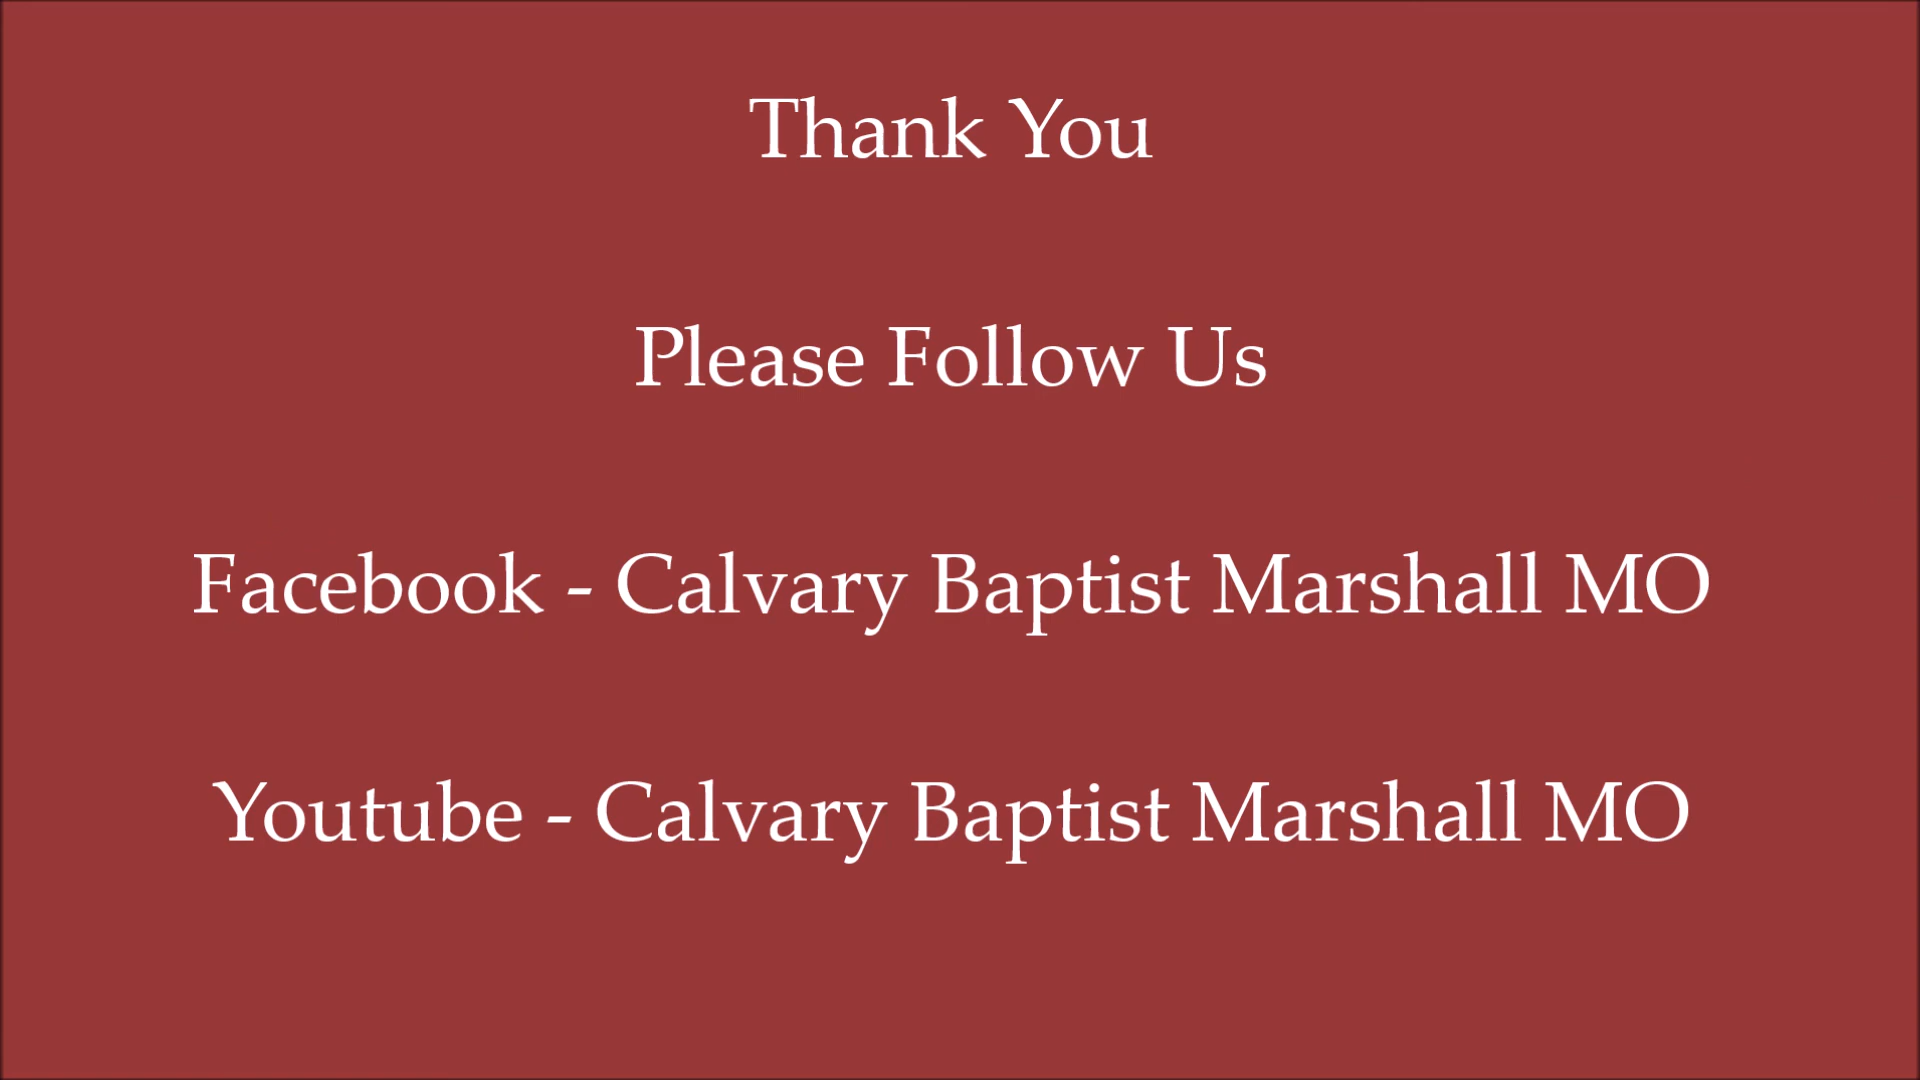 Thank You
Please Follow Us
Facebook - Calvary Baptist Marshall MO
Youtube - Calvary Baptist Marshall MO